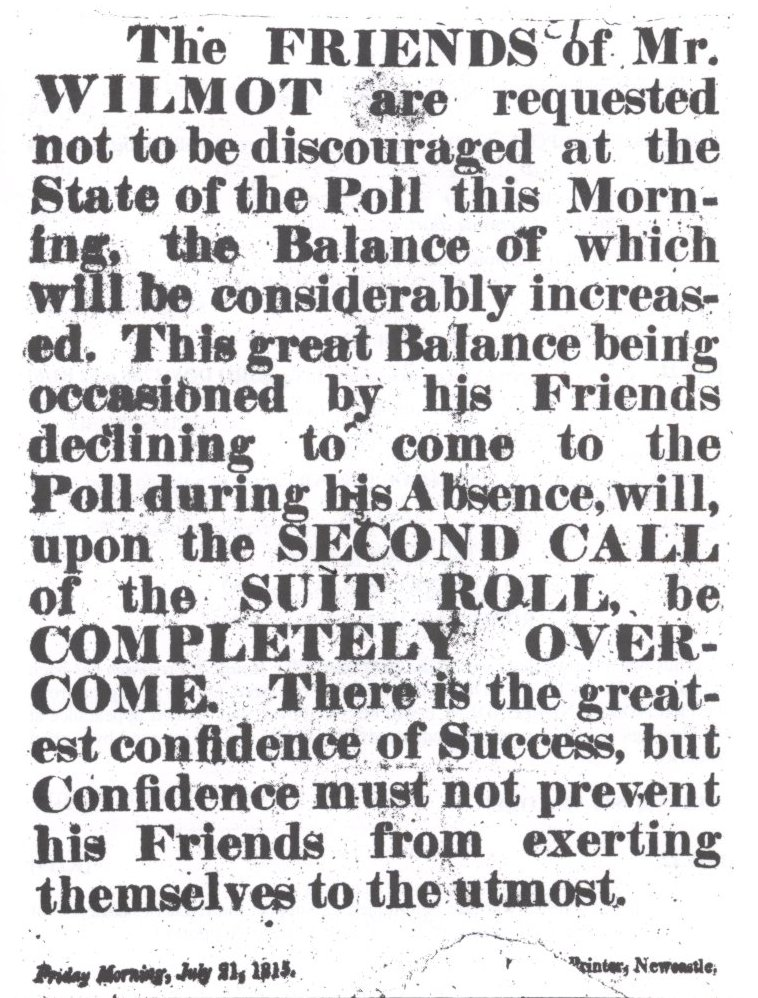 The FRIENDS of Mr.
WILMOT are requested
not to be discouraged at the
State of the Poll this Morn-
ing, the Balance of which
will be considerably increas-
ed. This great Balance being
occasioned by his Friends
declining to come to the
Poll during his Absence, will,
upon the SECOND CALL
of the SUIT ROLL, be
COMPLETELY OVER-
COME. There is the great-
est confidence of Success, but
Confidence must not prevent
his Friends from exerting
themselves to the utmost.
Friday Morning, July 21, 1815.
Printer, Newcastle.